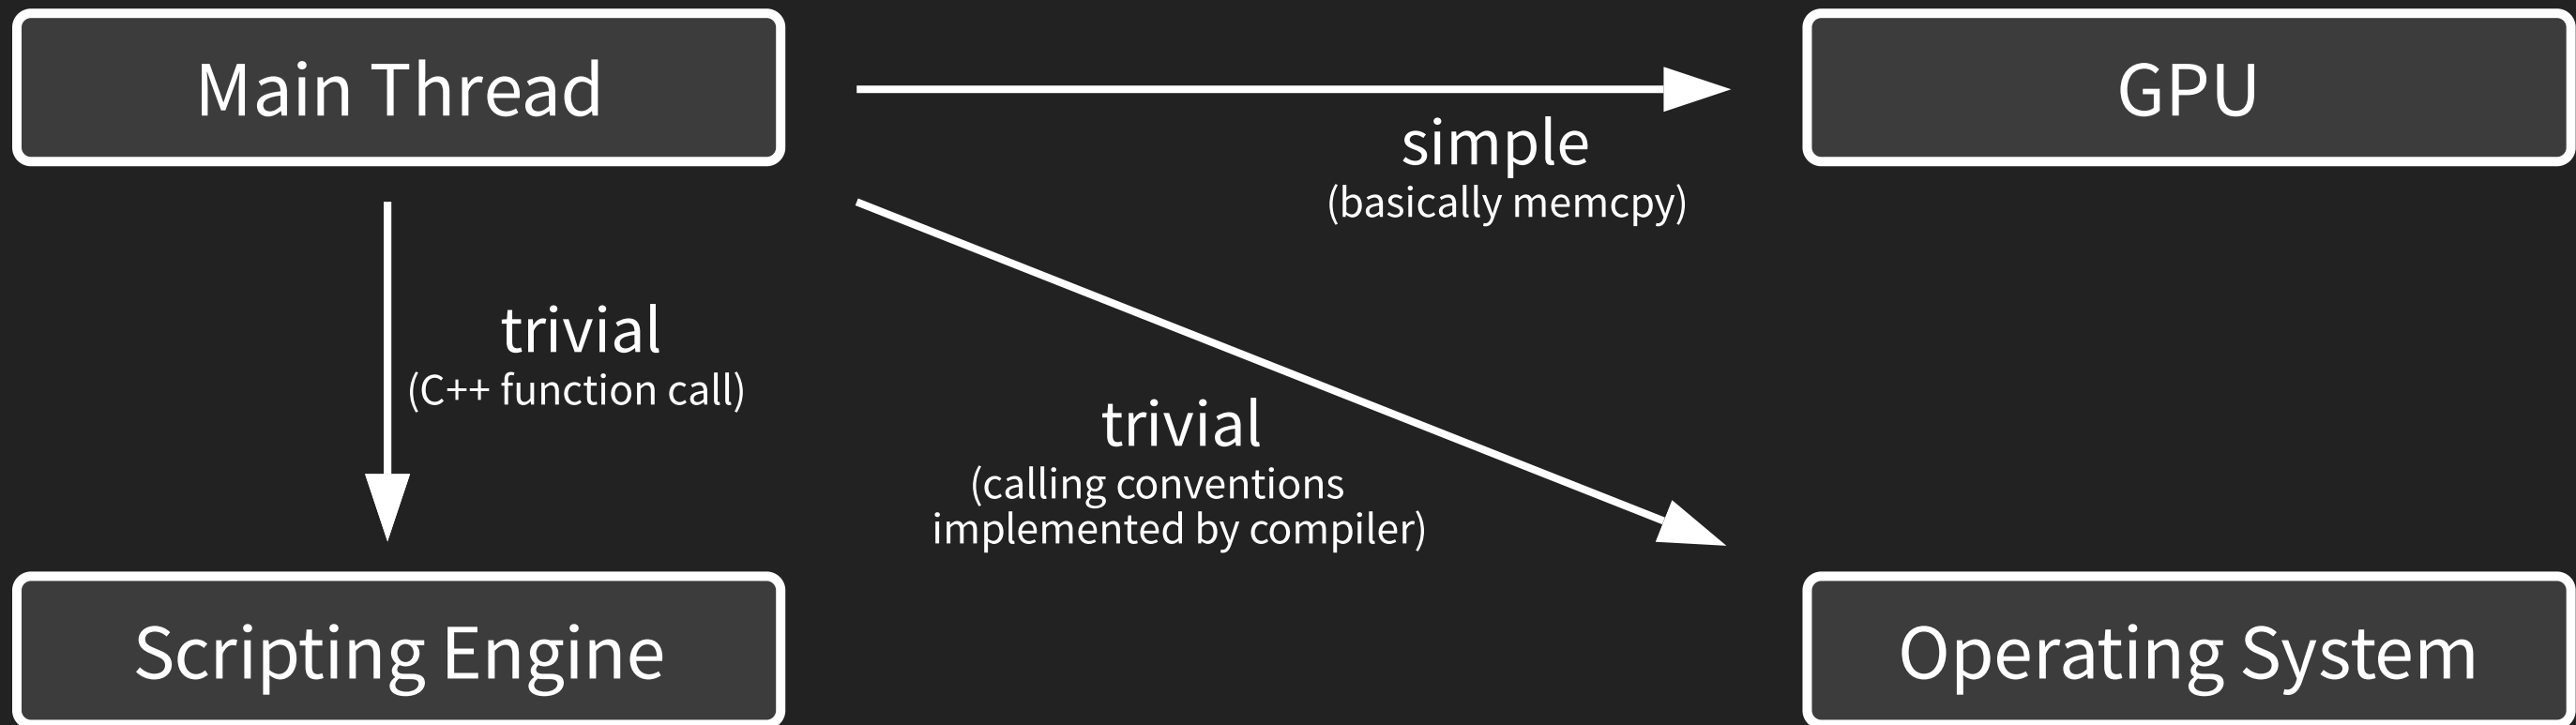 Main Thread
GPU
simple
(basically memcpy)
trivial
(C++ function call)
trivial
(calling conventions
implemented by compiler)
Scripting Engine
Operating System